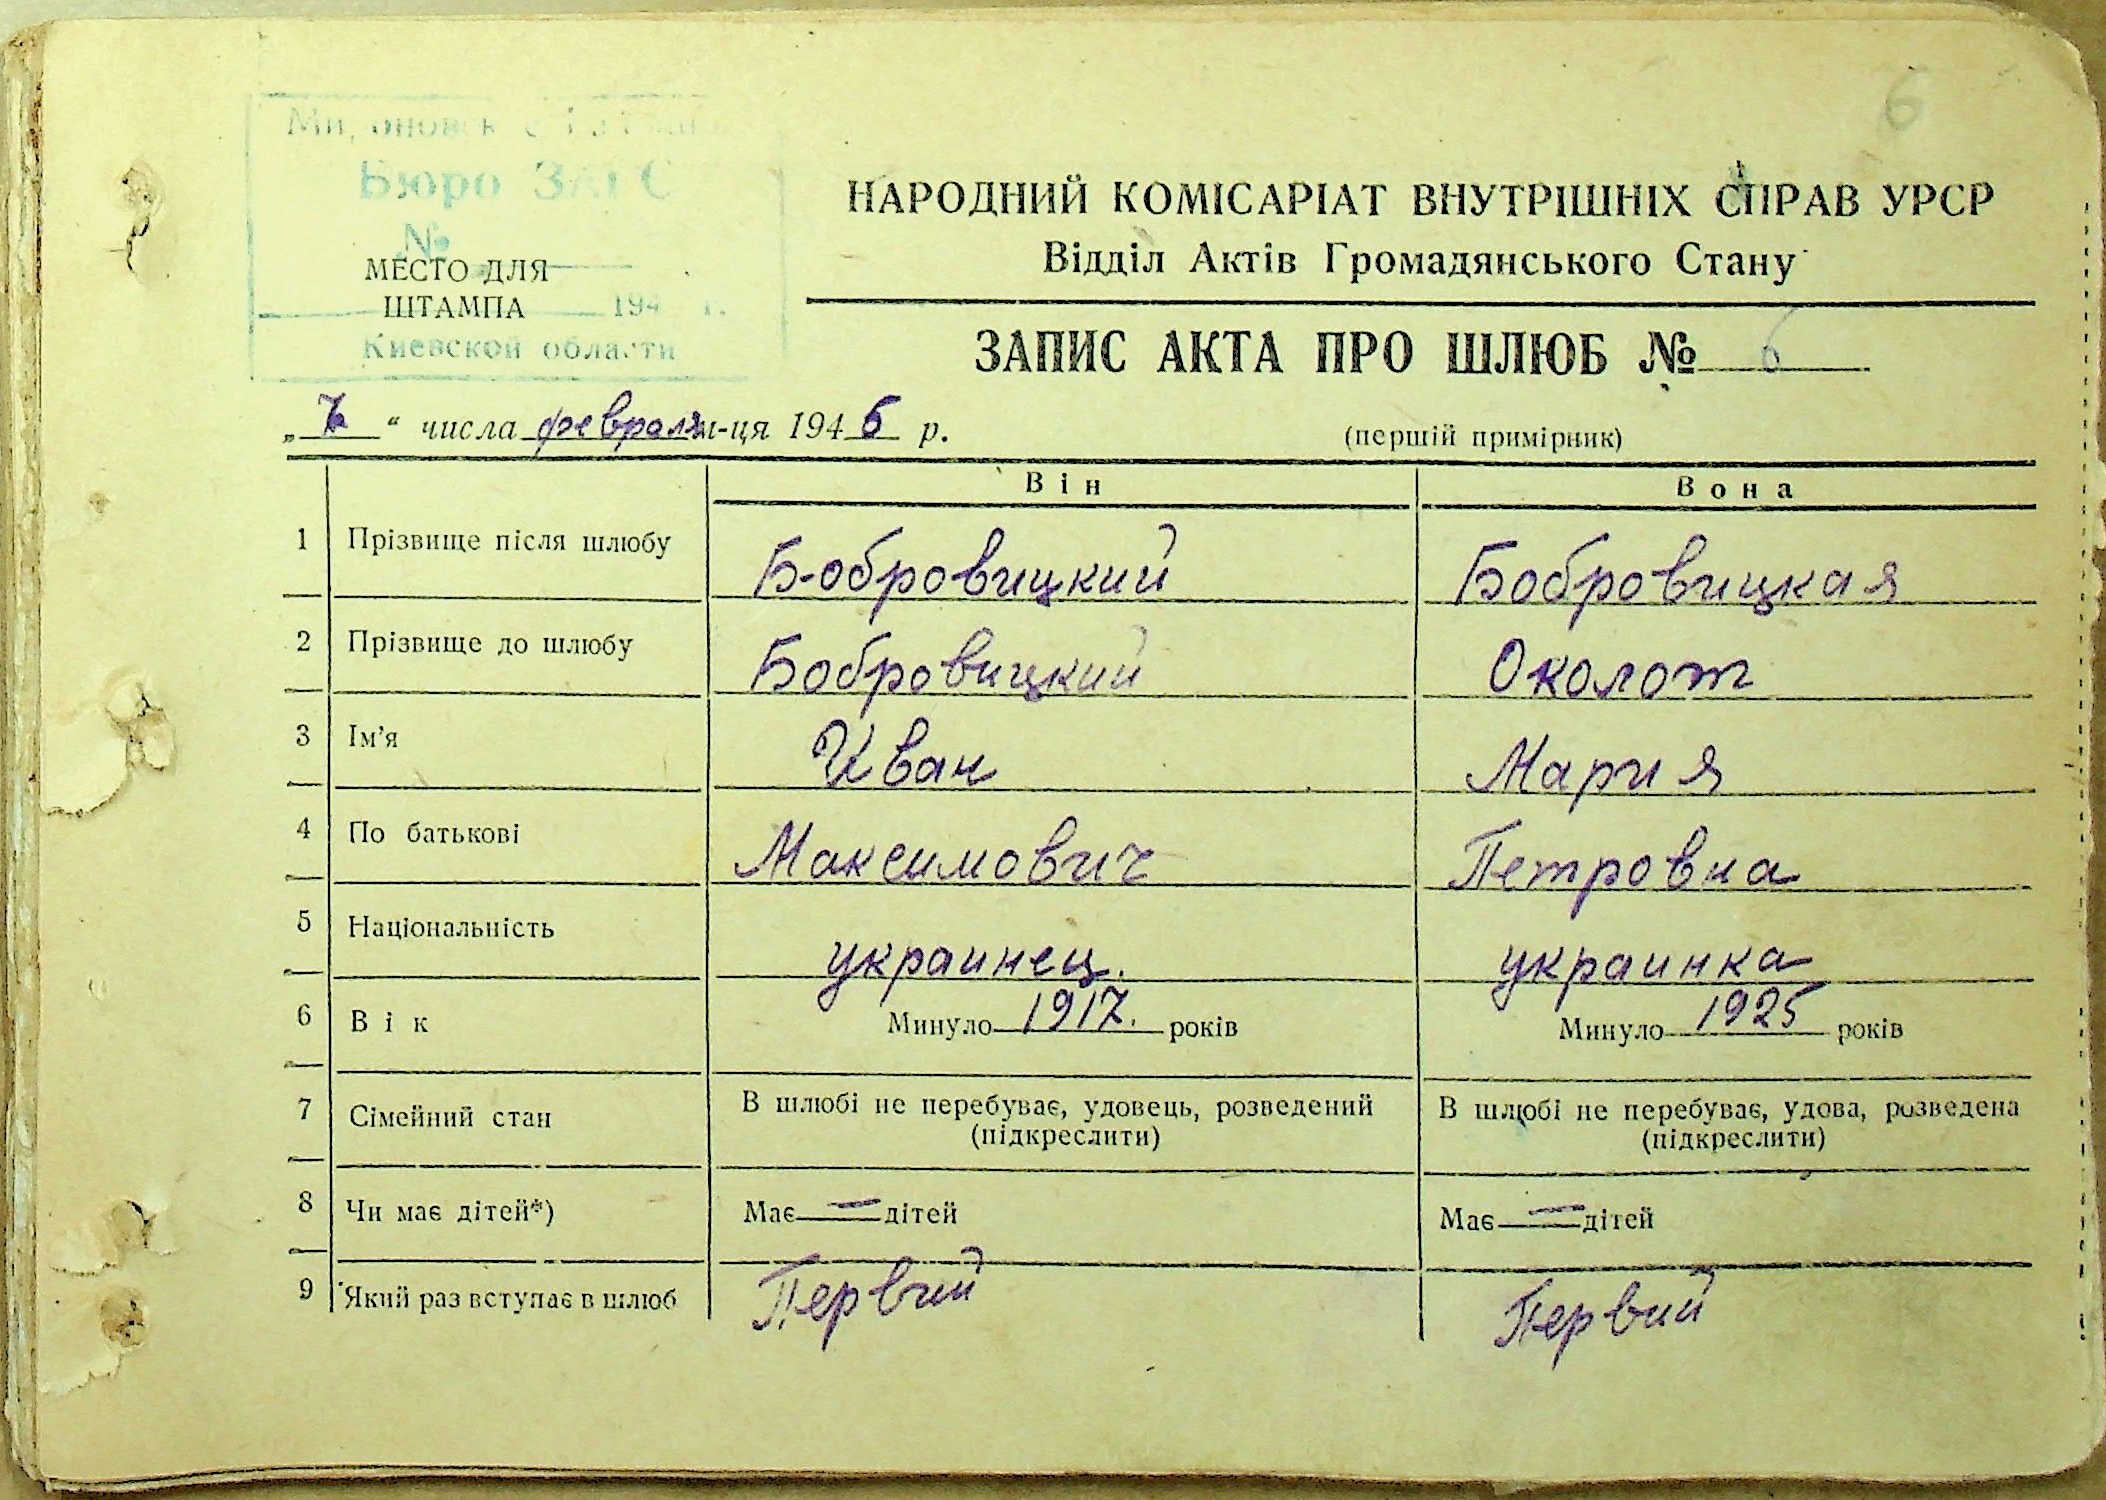 6
Бюро ЗАГС
№
МЕСТО ДЛЯ
ШТАМПА 194 г.
Киевской области
НАРОДНИЙ КОМІСАРІАТ ВНУТРІШНІХ СПРАВ УРСР
Відділ Актів Громадянського Стану
ЗАПИС АКТА ПРО ШЛЮБ № 6
" " числа февраля м-ця 1946 р.
(першій примірник)
Він Вона
1 Прізвище після шлюбу Бобровицкий Бобровицкая
2 Прізвище до шлюбу Бобровицкий Околот
3 Ім'я Иван Мария
4 По батькові Максимович Петровна
5 Національність украинец. украинка
6 Вік Минуло 1917. років Минуло 1925 років
7 Сімейний стан В шлюбі не перебуває, удовець, розведений (підкреслити) В шлюбі не перебуває, удова, розведена (підкреслити)
8 Чи має дітей*) Має — дітей Має — дітей
9 Який раз вступає в шлюб Первий Первий